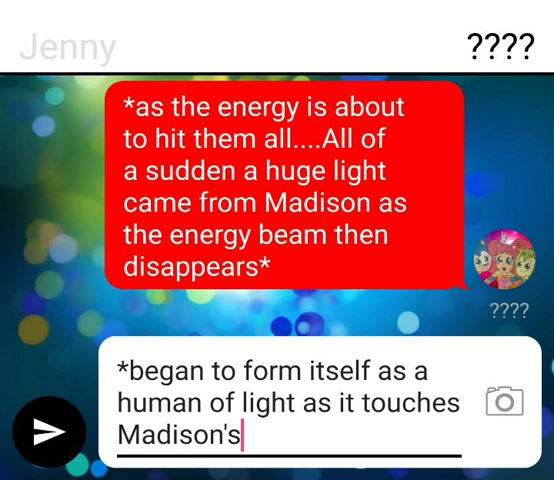 Jenny
????
*as the energy is about
to hit them all....All of
a sudden a huge light
came from Madison as
the energy beam then
disappears*
????
*began to form itself as a
human of light as it touches
Madison's